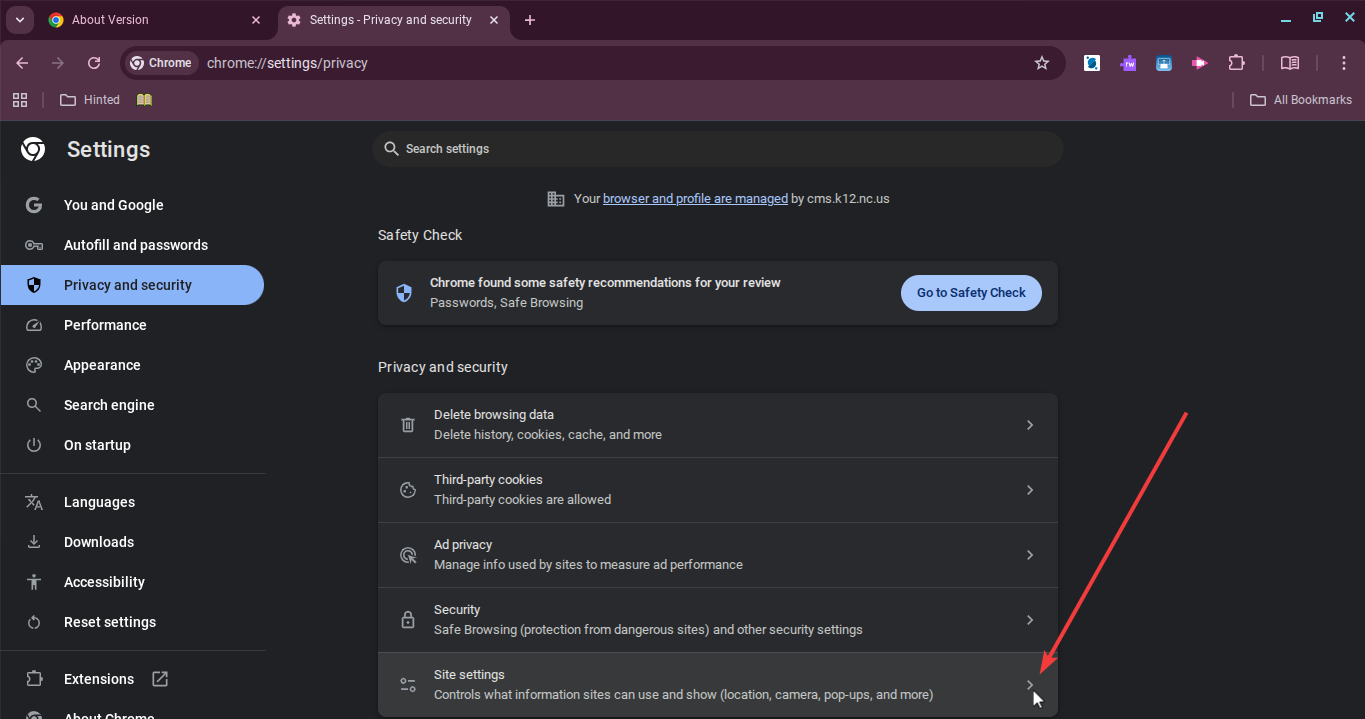 About Version
Settings - Privacy and security
Chrome
chrome://settings/privacy
rw
Hinted
All Bookmarks
Settings
Search settings
Your browser and profile are managed by cms.k12.nc.us
You and Google
Autofill and passwords
Privacy and security
Performance
Appearance
Search engine
On startup
Languages
Downloads
Accessibility
Reset settings
Extensions
About Chrome
Safety Check
Chrome found some safety recommendations for your review
Passwords, Safe Browsing
Go to Safety Check
Privacy and security
Delete browsing data
Delete history, cookies, cache, and more
Third-party cookies
Third-party cookies are allowed
Ad privacy
Manage info used by sites to measure ad performance
Security
Safe Browsing (protection from dangerous sites) and other security settings
Site settings
Controls what information sites can use and show (location, camera, pop-ups, and more)